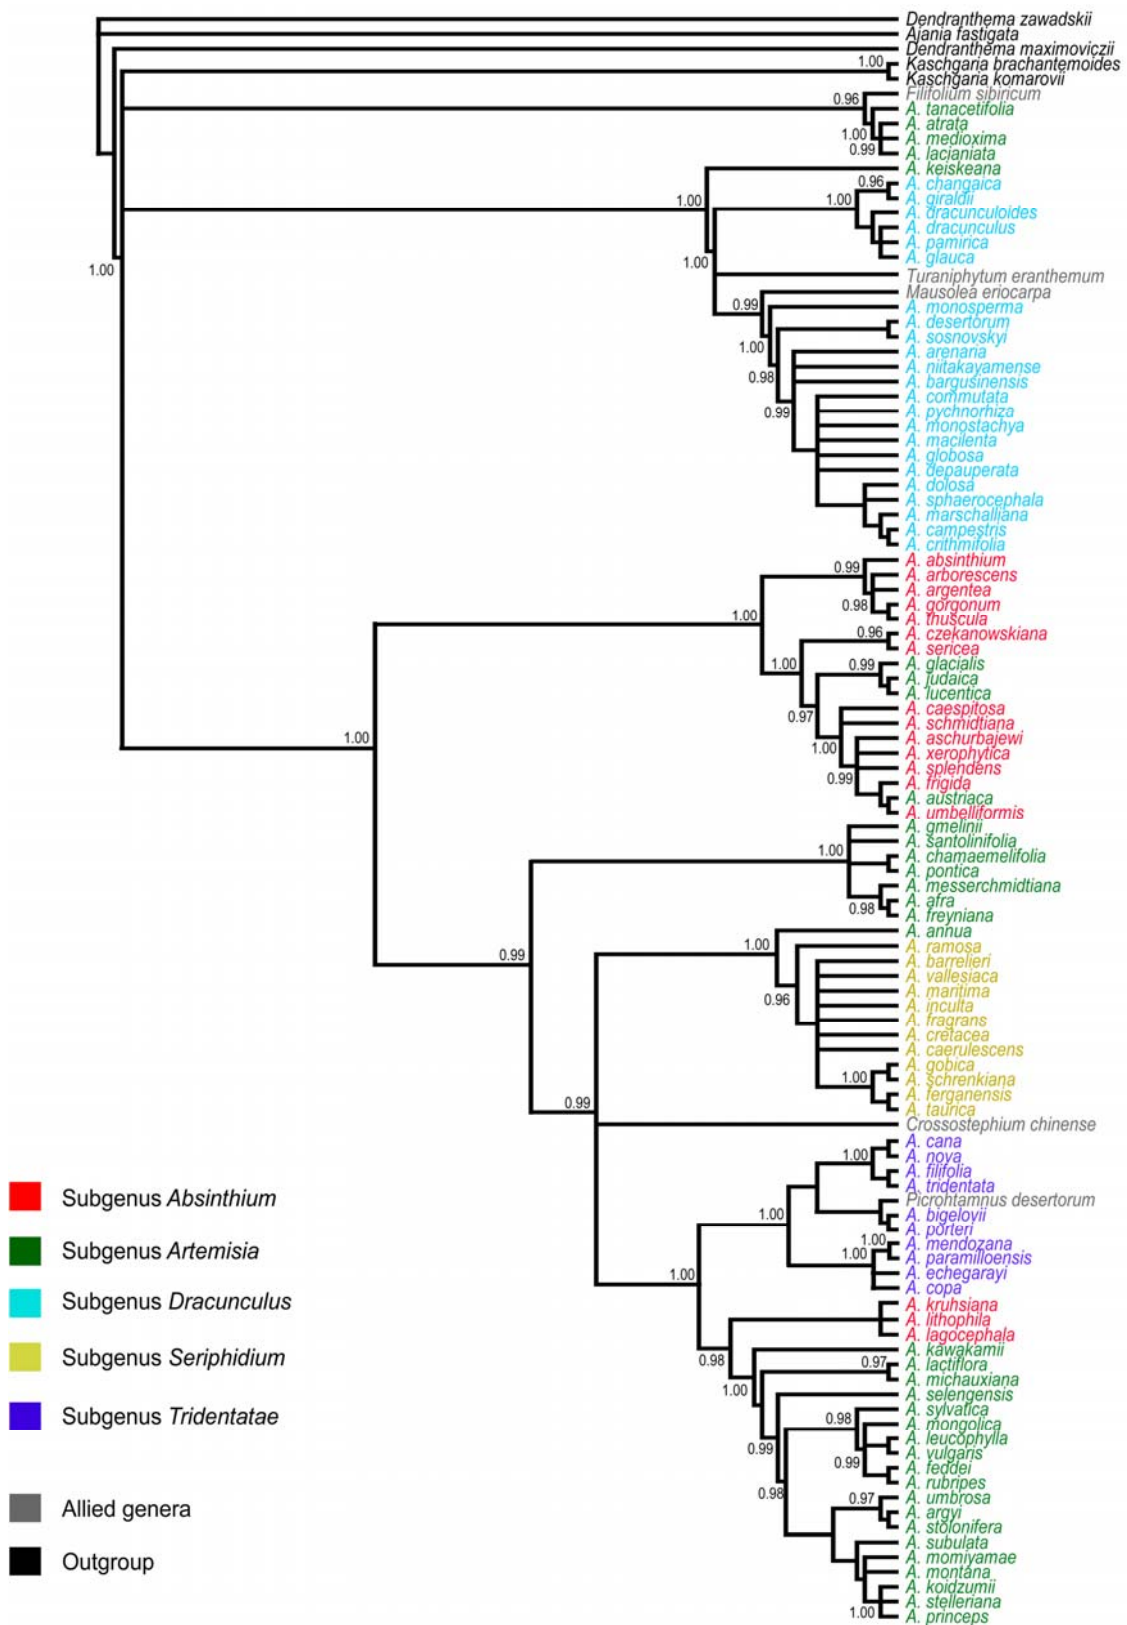 Dendranthema zawadskii
Ajania fastigata
Dendranthema maximoviczii
1.00 Kaschgaria brachantemoides
Kaschgaria komarovii
0.96 Filifolium sibiricum
A. tanacetifolia
A. atrata
1.00 A. medioxima
0.99 A. lacianiata
A. keiskeana
0.96 A. changaica
1.00 1.00 A. giraldii
A. dracunculoides
A. dracunculus
A. pamirica
1.00 1.00 A. glauca
Turaniphytum eranthemum
0.99 Mausolea eriocarpa
A. monosperma
A. desertorum
A. sosnovskyi
1.00 A. arenaria
A. niitakayamense
0.98 A. bargusinensis
A. commutata
0.99 A. pychnorhiza
A. monostachya
A. macilenta
A. globosa
A. depauperata
A. dolosa
A. sphaerocephala
A. marschalliana
A. campestris
A. crithmifolia
0.99 A. absinthium
A. arborescens
A. argentea
0.98 A. gorgonum
1.00 A. thuscula
0.96 A. czekanowskiana
A. sericea
1.00 0.99 A. glacialis
A. judaica
A. lucentica
0.97 A. caespitosa
A. schmidtiana
1.00 A. aschurbajewi
1.00 A. xerophytica
0.99 A. splendens
A. frigida
A. austriaca
A. umbelliformis
A. gmelinii
A. santolinifolia
1.00 A. chamaemelifolia
A. pontica
A. messerchmidtiana
0.98 A. afra
A. freyniana
A. annua
0.99 1.00 A. ramosa
A. barrelieri
A. vallesiaca
0.96 A. maritima
A. inculta
A. fragrans
A. cretacea
A. caerulescens
A. gobica
1.00 A. schrenkiana
A. ferganensis
0.99 A. taurica
Crossostephium chinense
A. cana
1.00 A. nova
A. filifolia
A. tridentata
Picrohtamnus desertorum
1.00 A. bigelovii
A. porteri
1.00 A. mendozana
1.00 A. paramilloensis
1.00 A. echegarayi
A. copa
A. kruhsiana
A. lithophila
A. lagocephala
0.98 A. kawakamii
0.97 A. lactiflora
1.00 A. michauxiana
A. selengensis
0.98 A. sylvatica
A. mongolica
0.99 A. leucophylla
0.99 A. vulgaris
A. feddei
0.98 A. rubripes
0.97 A. umbrosa
A. argyi
A. stolonifera
A. subulata
A. momiyamae
A. montana
A. koidzumii
1.00 A. stelleriana
A. princeps
Subgenus Absinthium
Subgenus Artemisia
Subgenus Dracunculus
Subgenus Seriphidium
Subgenus Tridentatae
Allied genera
Outgroup